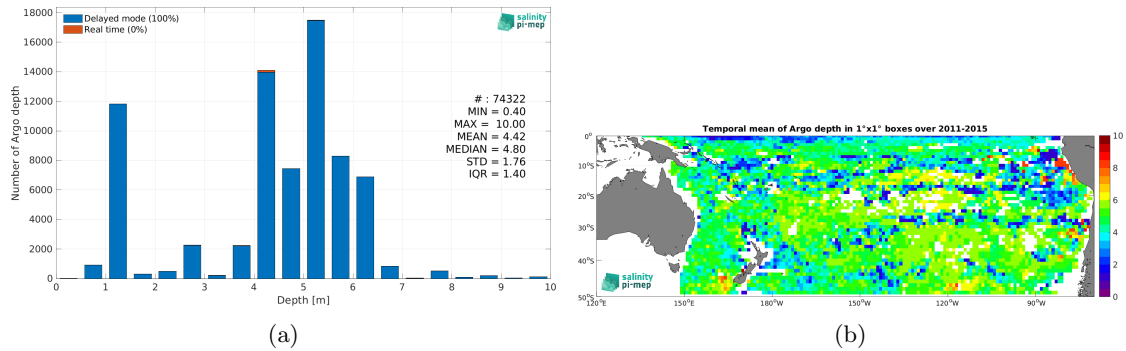 Delayed mode (100%)
Real time (0%)
salinity
pi-mep
18000
16000
14000
12000
10000
8000
6000
4000
2000
0
Number of Argo depth
# : 74322
MIN = 0.40
MAX = 10.00
MEAN = 4.42
MEDIAN = 4.80
STD = 1.76
IQR = 1.40
0 1 2 3 4 5 6 7 8 9 10
Depth [m]
(a)
Temporal mean of Argo depth in 1°x1° boxes over 2011-2015
0°
10°S
20°S
30°S
40°S
50°S
120°E 150°E 180°W 150°W 120°W 90°W
10
8
6
4
2
0
salinity
pi-mep
(b)